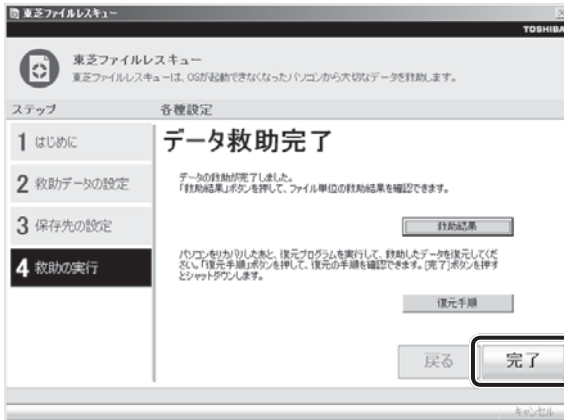 東芝ファイルレスキュー
TOSHIBA
東芝ファイルレスキュー
東芝ファイルレスキューは、OSが起動できなくなったパソコンから大切なデータを救助します。
ステップ
各種設定
1 はじめに
2 救助データの設定
3 保存先の設定
4 救助の実行
データ救助完了
データの救助が完了しました。
「救助結果」ボタンを押して、ファイル単位の救助結果を確認できます。
救助結果
パソコンをリカバリしたあと、復元プログラムを実行して、救助したデータを復元してくだ
さい。「復元手順」ボタンを押して、復元の手順を確認できます。[完了]ボタンを押す
とシャットダウンします。
復元手順
戻る
完了
キャンセル